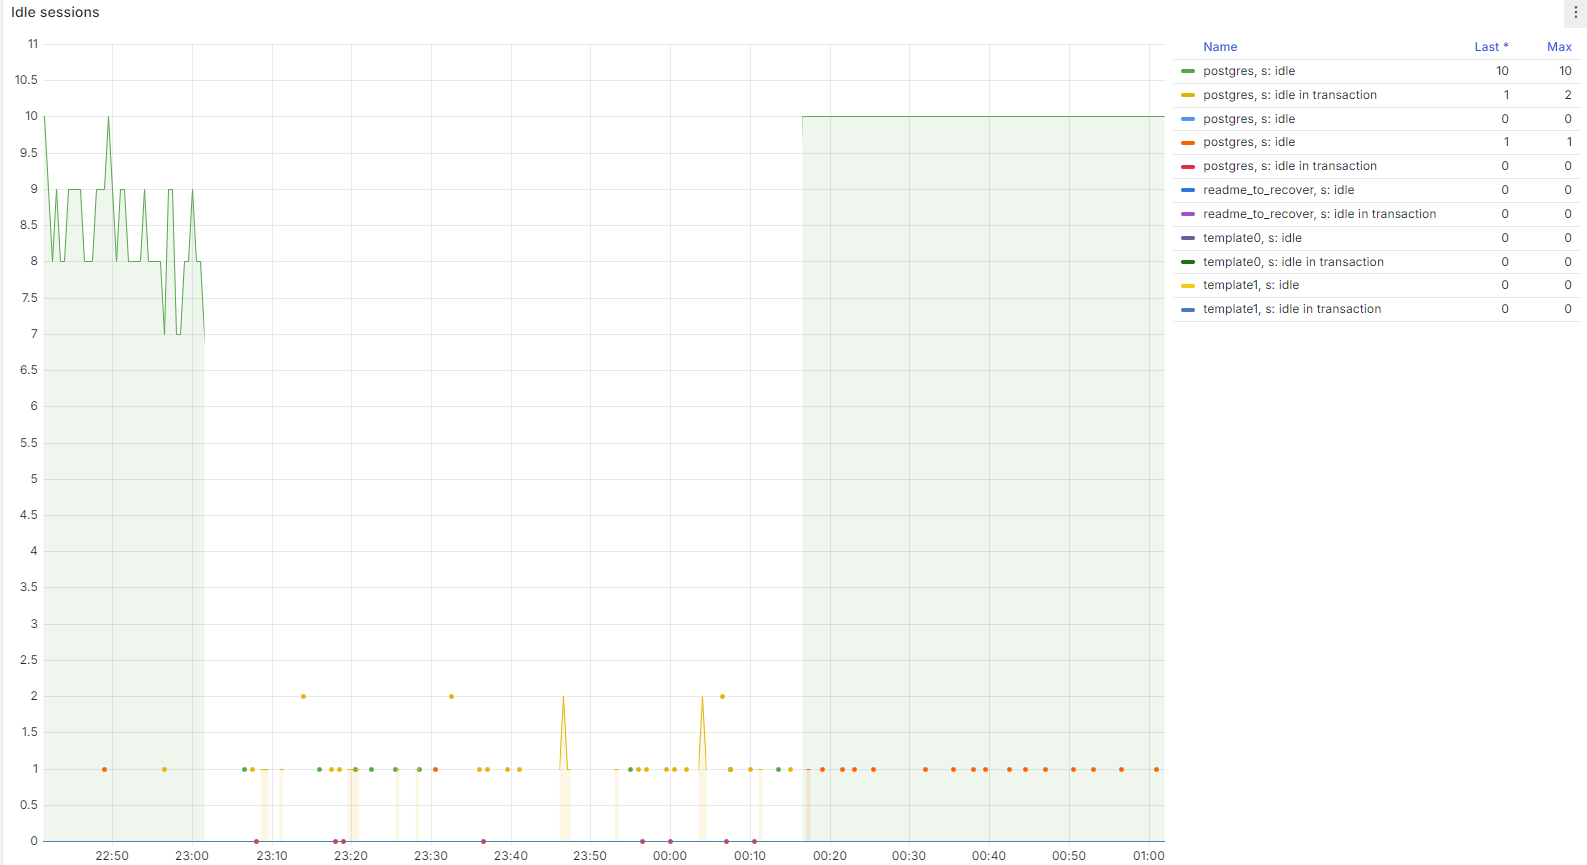 Idle sessions
11
10.5
10
9.5
9
8.5
8
7.5
7
6.5
6
5.5
5
4.5
4
3.5
3
2.5
2
1.5
1
0.5
0
22:50 23:00 23:10 23:20 23:30 23:40 23:50 00:00 00:10 00:20 00:30 00:40 00:50 01:00
Name Last * Max
postgres, s: idle 10 10
postgres, s: idle in transaction 1 2
postgres, s: idle 0 0
postgres, s: idle 1 1
postgres, s: idle in transaction 0 0
readme_to_recover, s: idle 0 0
readme_to_recover, s: idle in transaction 0 0
template0, s: idle 0 0
template0, s: idle in transaction 0 0
template1, s: idle 0 0
template1, s: idle in transaction 0 0